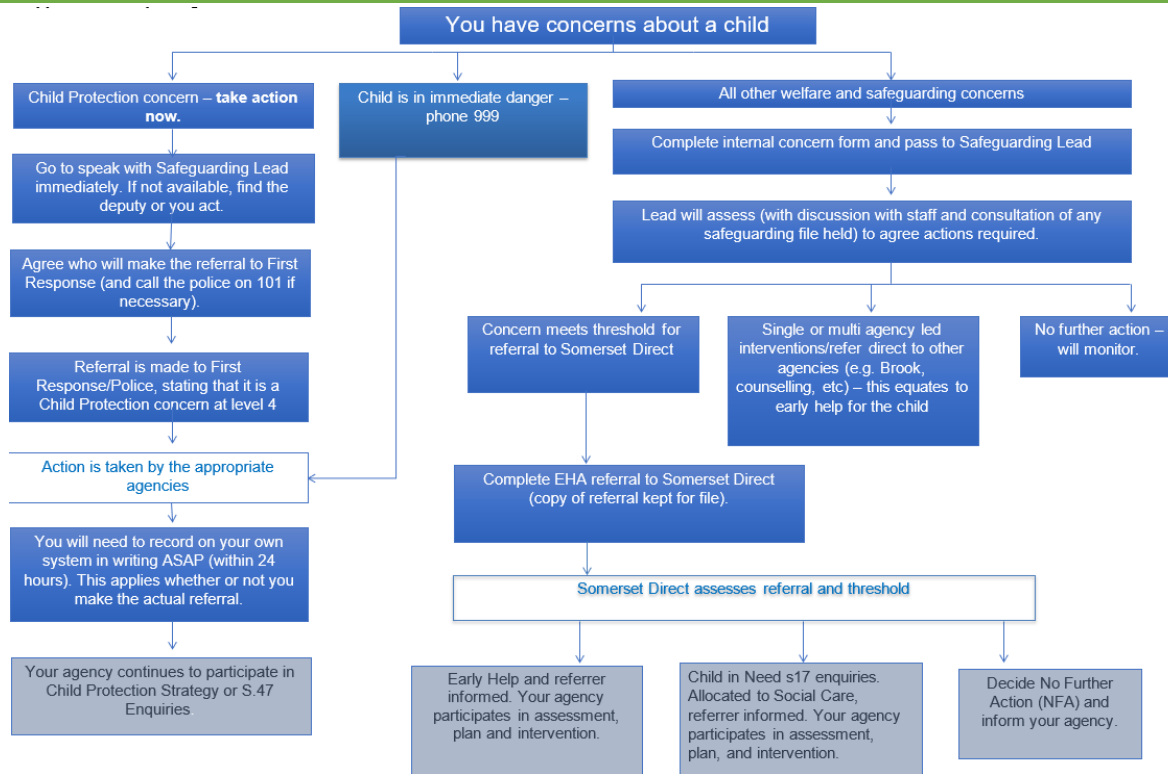 You have concerns about a child
Child Protection concern – take action
now.
Go to speak with Safeguarding Lead
immediately. If not available, find the
deputy or you act.
Agree who will make the referral to First
Response (and call the police on 101 if
necessary).
Referral is made to First
Response/Police, stating that it is a
Child Protection concern at level 4
Action is taken by the appropriate
agencies
You will need to record on your own
system in writing ASAP (within 24
hours). This applies whether or not you
make the actual referral.
Your agency continues to participate in
Child Protection Strategy or S.47
Enquiries
Child is in immediate danger –
phone 999
All other welfare and safeguarding concerns
Complete internal concern form and pass to Safeguarding Lead
Lead will assess (with discussion with staff and consultation of any
safeguarding file held) to agree actions required.
Concern meets threshold for
referral to Somerset Direct
Single or multi agency led
interventions/refer direct to other
agencies (e.g. Brook,
counselling, etc) – this equates to
early help for the child
No further action –
will monitor.
Complete EHA referral to Somerset Direct
(copy of referral kept for file).
Somerset Direct assesses referral and threshold
Early Help and referrer
informed. Your agency
participates in assessment,
plan and intervention.
Child in Need s17 enquiries.
Allocated to Social Care,
referrer informed. Your agency
participates in assessment,
plan, and intervention.
Decide No Further
Action (NFA) and
inform your agency.